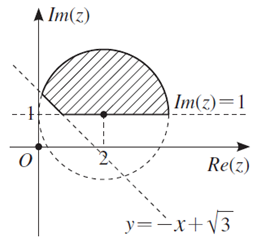 Im(z)
Im(z)=1
1
O
2
Re(z)
y=−x+√3